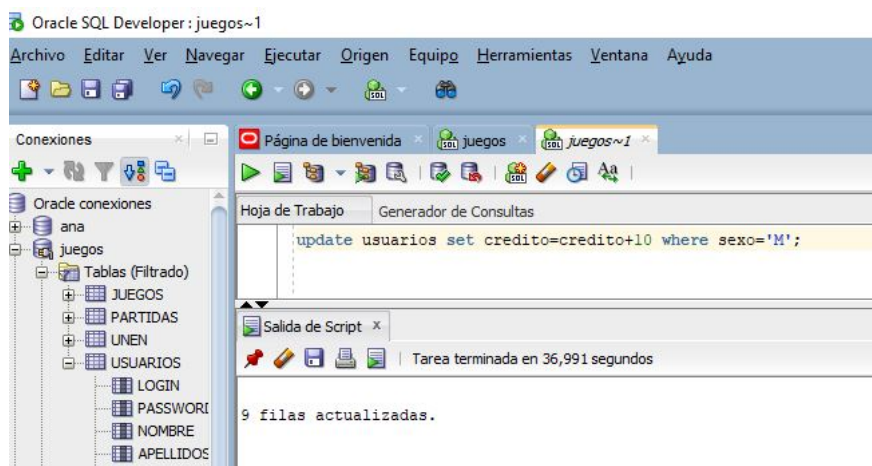 Oracle SQL Developer : juegos~1
Archivo Editar Ver Navegar Ejecutar Origen Equipo Herramientas Ventana Ayuda
Conexiones
Página de bienvenida juegos juegos~1
Oracle conexiones
ana
juegos
Tablas (Filtrado)
JUEGOS
PARTIDAS
UNEN
USUARIOS
LOGIN
PASSWORD
NOMBRE
APELLIDOS
Hoja de Trabajo Generador de Consultas
update usuarios set credito=credito+10 where sexo='M';
Salida de Script
Tarea terminada en 36,991 segundos
9 filas actualizadas.